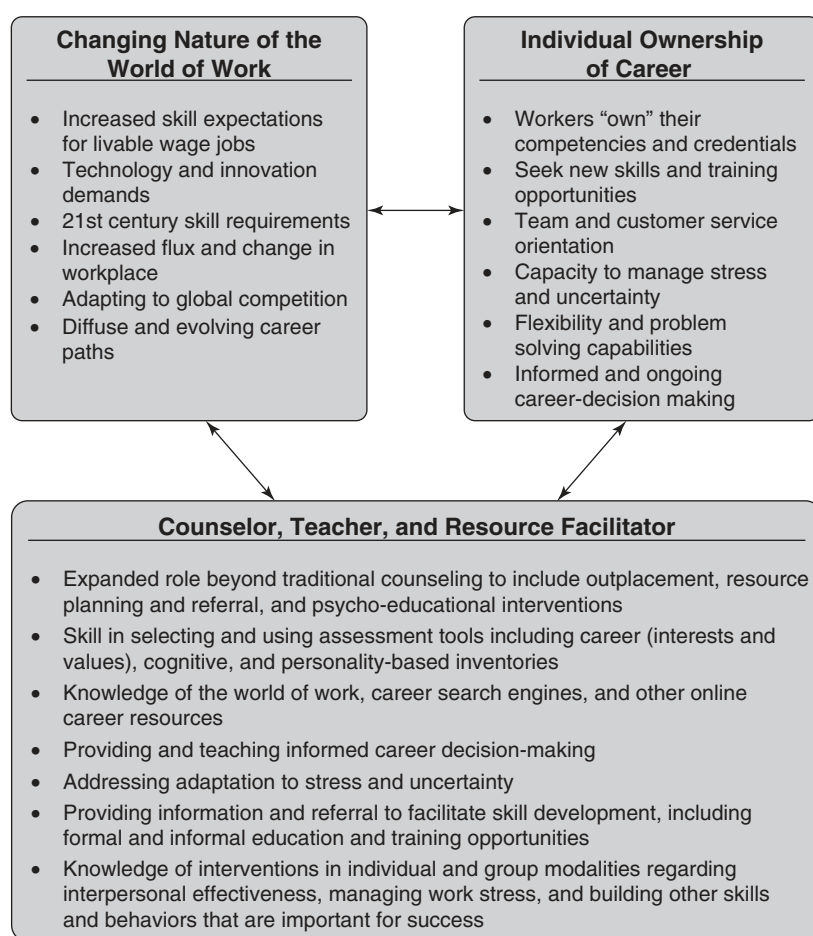 Changing Nature of the
World of Work
• Increased skill expectations
for livable wage jobs
• Technology and innovation
demands
• 21st century skill requirements
• Increased flux and change in
workplace
• Adapting to global competition
• Diffuse and evolving career
paths
Individual Ownership
of Career
• Workers “own” their
competencies and credentials
• Seek new skills and training
opportunities
• Team and customer service
orientation
• Capacity to manage stress
and uncertainty
• Flexibility and problem
solving capabilities
• Informed and ongoing
career-decision making
Counselor, Teacher, and Resource Facilitator
• Expanded role beyond traditional counseling to include outplacement, resource
planning and referral, and psycho-educational interventions
• Skill in selecting and using assessment tools including career (interests and
values), cognitive, and personality-based inventories
• Knowledge of the world of work, career search engines, and other online
career resources
• Providing and teaching informed career decision-making
• Addressing adaptation to stress and uncertainty
• Providing information and referral to facilitate skill development, including
formal and informal education and training opportunities
• Knowledge of interventions in individual and group modalities regarding
interpersonal effectiveness, managing work stress, and building other skills
and behaviors that are important for success